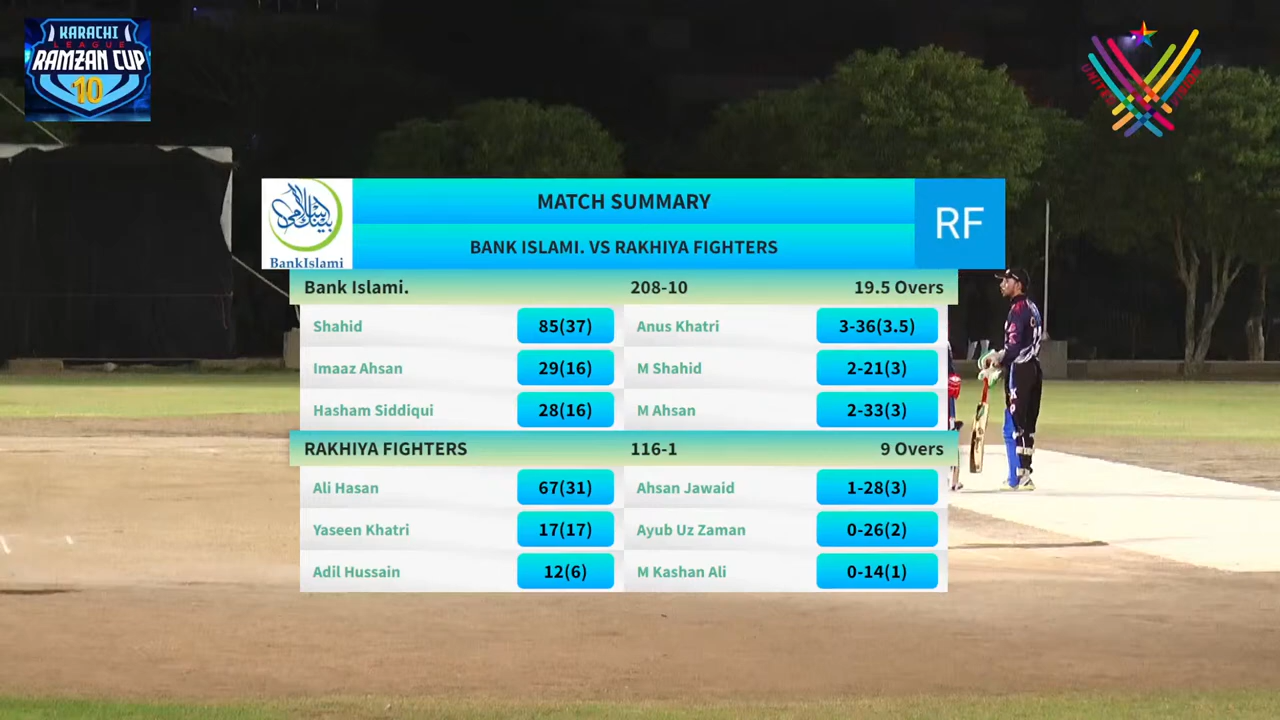 KARACHI
LEAGUE
RAMZAN CUP
10
MATCH SUMMARY
BANK ISLAMI. VS RAKHIYA FIGHTERS
RF
BankIslami
Bank Islami. 208-10 19.5 Overs
Shahid 85(37) Anus Khatri 3-36(3.5)
Imaaz Ahsan 29(16) M Shahid 2-21(3)
Hasham Siddiqui 28(16) M Ahsan 2-33(3)
RAKHIYA FIGHTERS 116-1 9 Overs
Ali Hasan 67(31) Ahsan Jawaid 1-28(3)
Yaseen Khatri 17(17) Ayub Uz Zaman 0-26(2)
Adil Hussain 12(6) M Kashan Ali 0-14(1)